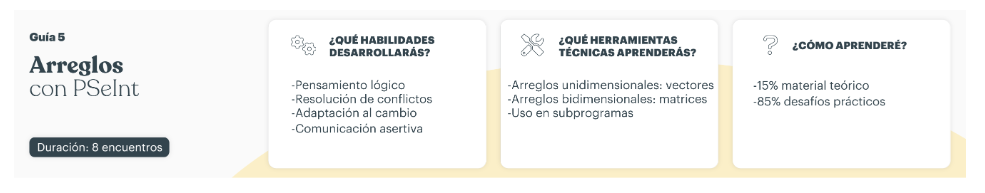 Guía 5
Arreglos
con PSeInt
Duración: 8 encuentros
¿QUÉ HABILIDADES
DESARROLLARÁS?
-Pensamiento lógico
-Resolución de conflictos
-Adaptación al cambio
-Comunicación asertiva
¿QUÉ HERRAMIENTAS
TÉCNICAS APRENDERÁS?
-Arreglos unidimensionales: vectores
-Arreglos bidimensionales: matrices
-Uso en subprogramas
¿CÓMO APRENDERÉ?
-15% material teórico
-85% desafíos prácticos